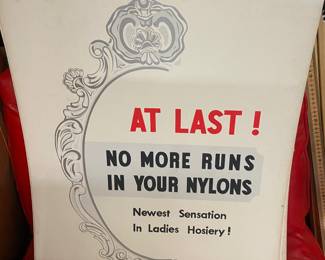 AT LAST !
NO MORE RUNS
IN YOUR NYLONS
Newest Sensation
In Ladies Hosiery !